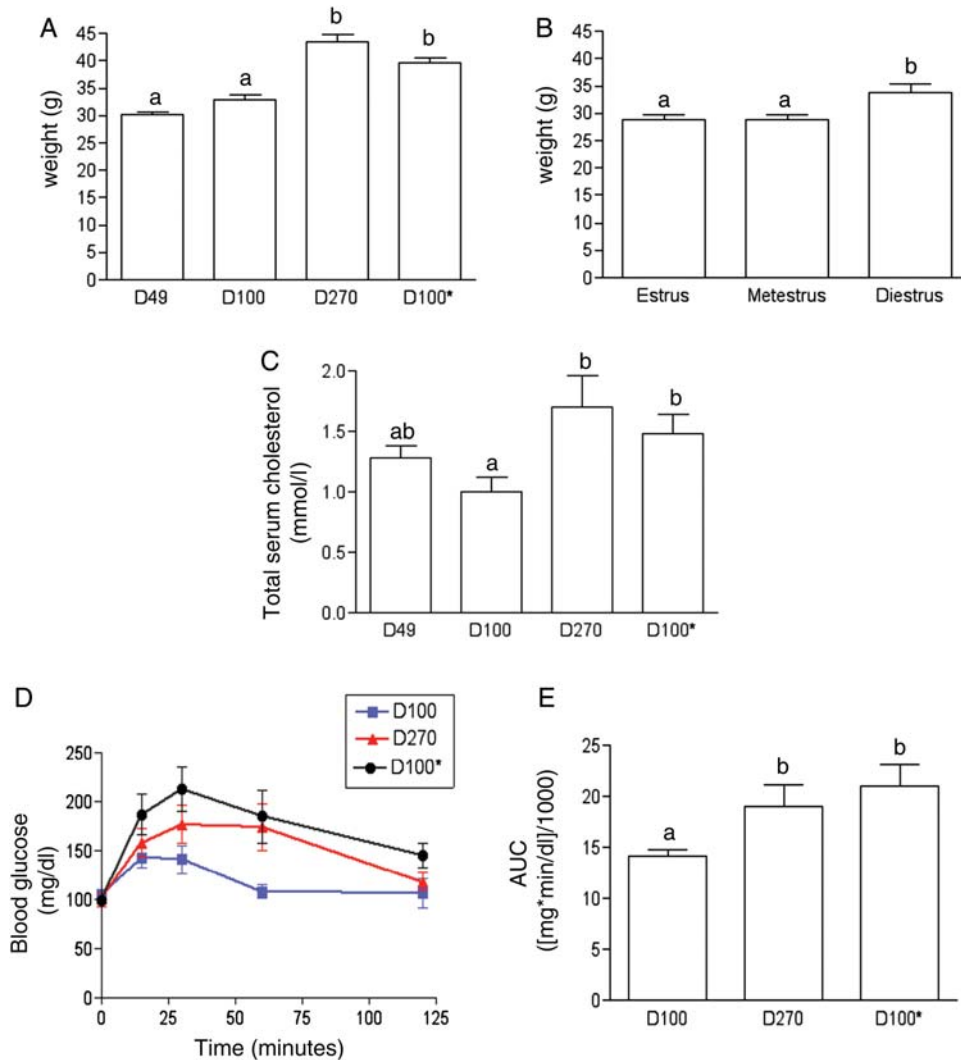 A
weight (g)
45
40
35
30
25
20
15
10
5
0
a
a
b
b
D49 D100 D270 D100*
B
weight (g)
45
40
35
30
25
20
15
10
5
0
a
a
b
Estrus Metestrus Diestrus
C
Total serum cholesterol
(mmol/l)
2.0
1.5
1.0
0.5
0.0
ab
a
b
b
D49 D100 D270 D100*
D
D100
D270
D100*
Blood glucose
(mg/dl)
250
200
150
100
50
0
0 25 50 75 100 125
Time (minutes)
E
AUC
([mg*min/dl]/1000)
25
20
15
10
5
0
a
b
b
D100 D270 D100*